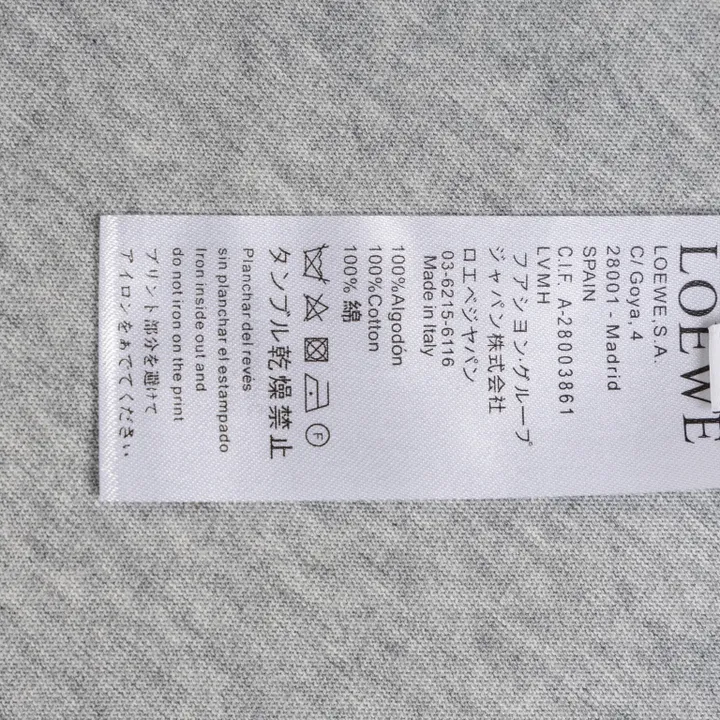 LOEWE
LOEWE, S.A.
C/ Goya, 4
28001 - Madrid
SPAIN
C.I.F. A-28003861
LVMH
ファシヨン・グループ
ジャパン株式会社
ロエベジヤパン
03-6215-6116
Made in Italy
100%Algodón
100%Cotton
100% 綿
F
タンブル乾燥禁止
Planchar del revés
sin planchar el estampado
Iron inside out and
do not iron on the print
プリント部分を避けて
アイロンをあててください